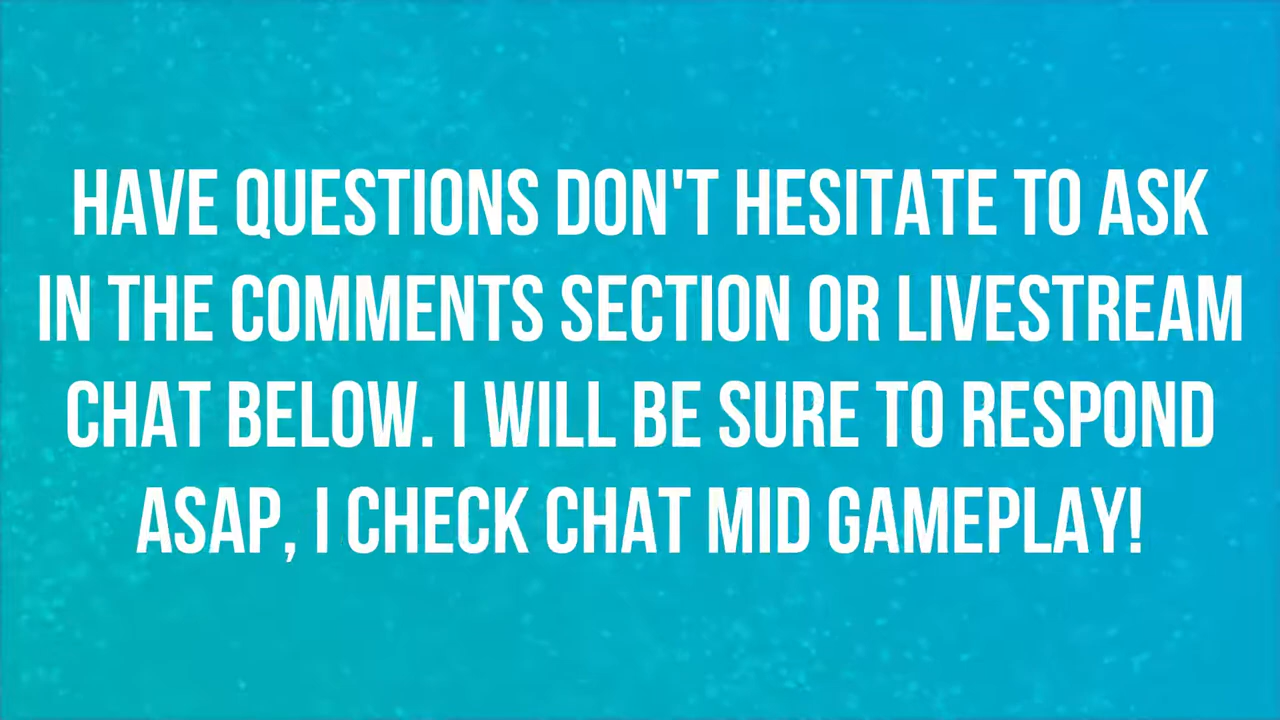 HAVE QUESTIONS DON'T HESITATE TO ASK
IN THE COMMENTS SECTION OR LIVESTREAM
CHAT BELOW. I WILL BE SURE TO RESPOND
ASAP, I CHECK CHAT MID GAMEPLAY!